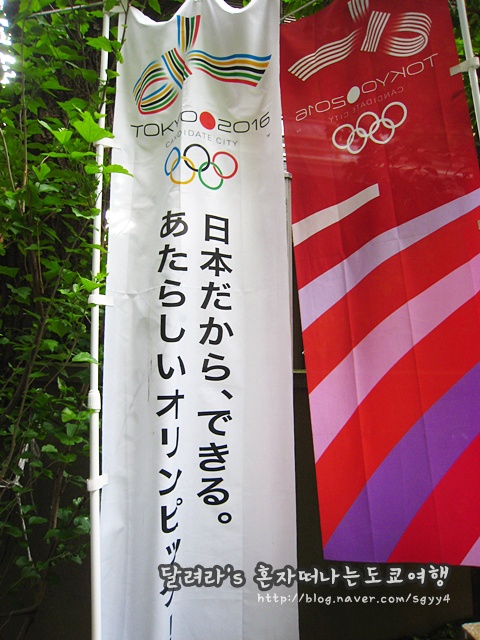 TOKYO 2016
CANDIDATE CITY
日本だから、できる。
あたらしいオリンピック!
TOKYO 2016
CANDIDATE CITY
달려라's 혼자떠나는도쿄여행
http://blog.naver.com/sgyy4